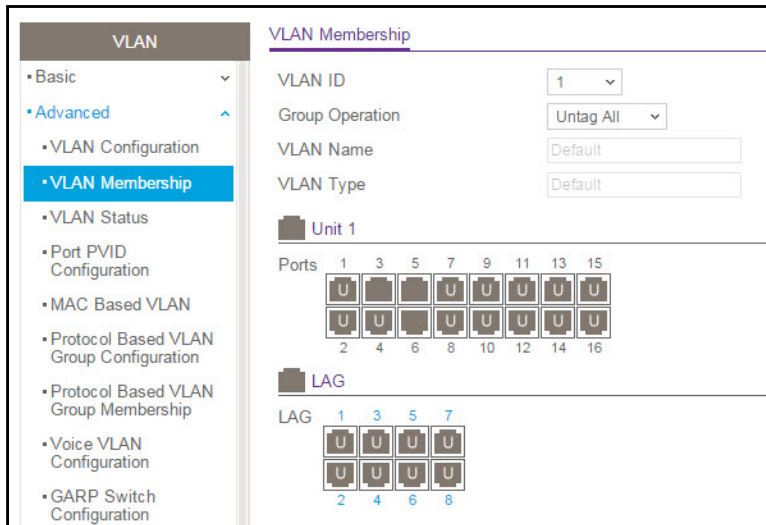 VLAN
Basic
Advanced
VLAN Configuration
VLAN Membership
VLAN Status
Port PVID
Configuration
MAC Based VLAN
Protocol Based VLAN
Group Configuration
Protocol Based VLAN
Group Membership
Voice VLAN
Configuration
GARP Switch
Configuration
VLAN Membership
VLAN ID 1
Group Operation Untag All
VLAN Name Default
VLAN Type Default
Unit 1
Ports 1 3 5 7 9 11 13 15
U U U U U U
U U U U U U U
2 4 6 8 10 12 14 16
LAG
LAG 1 3 5 7
U U U U
U U U U
2 4 6 8